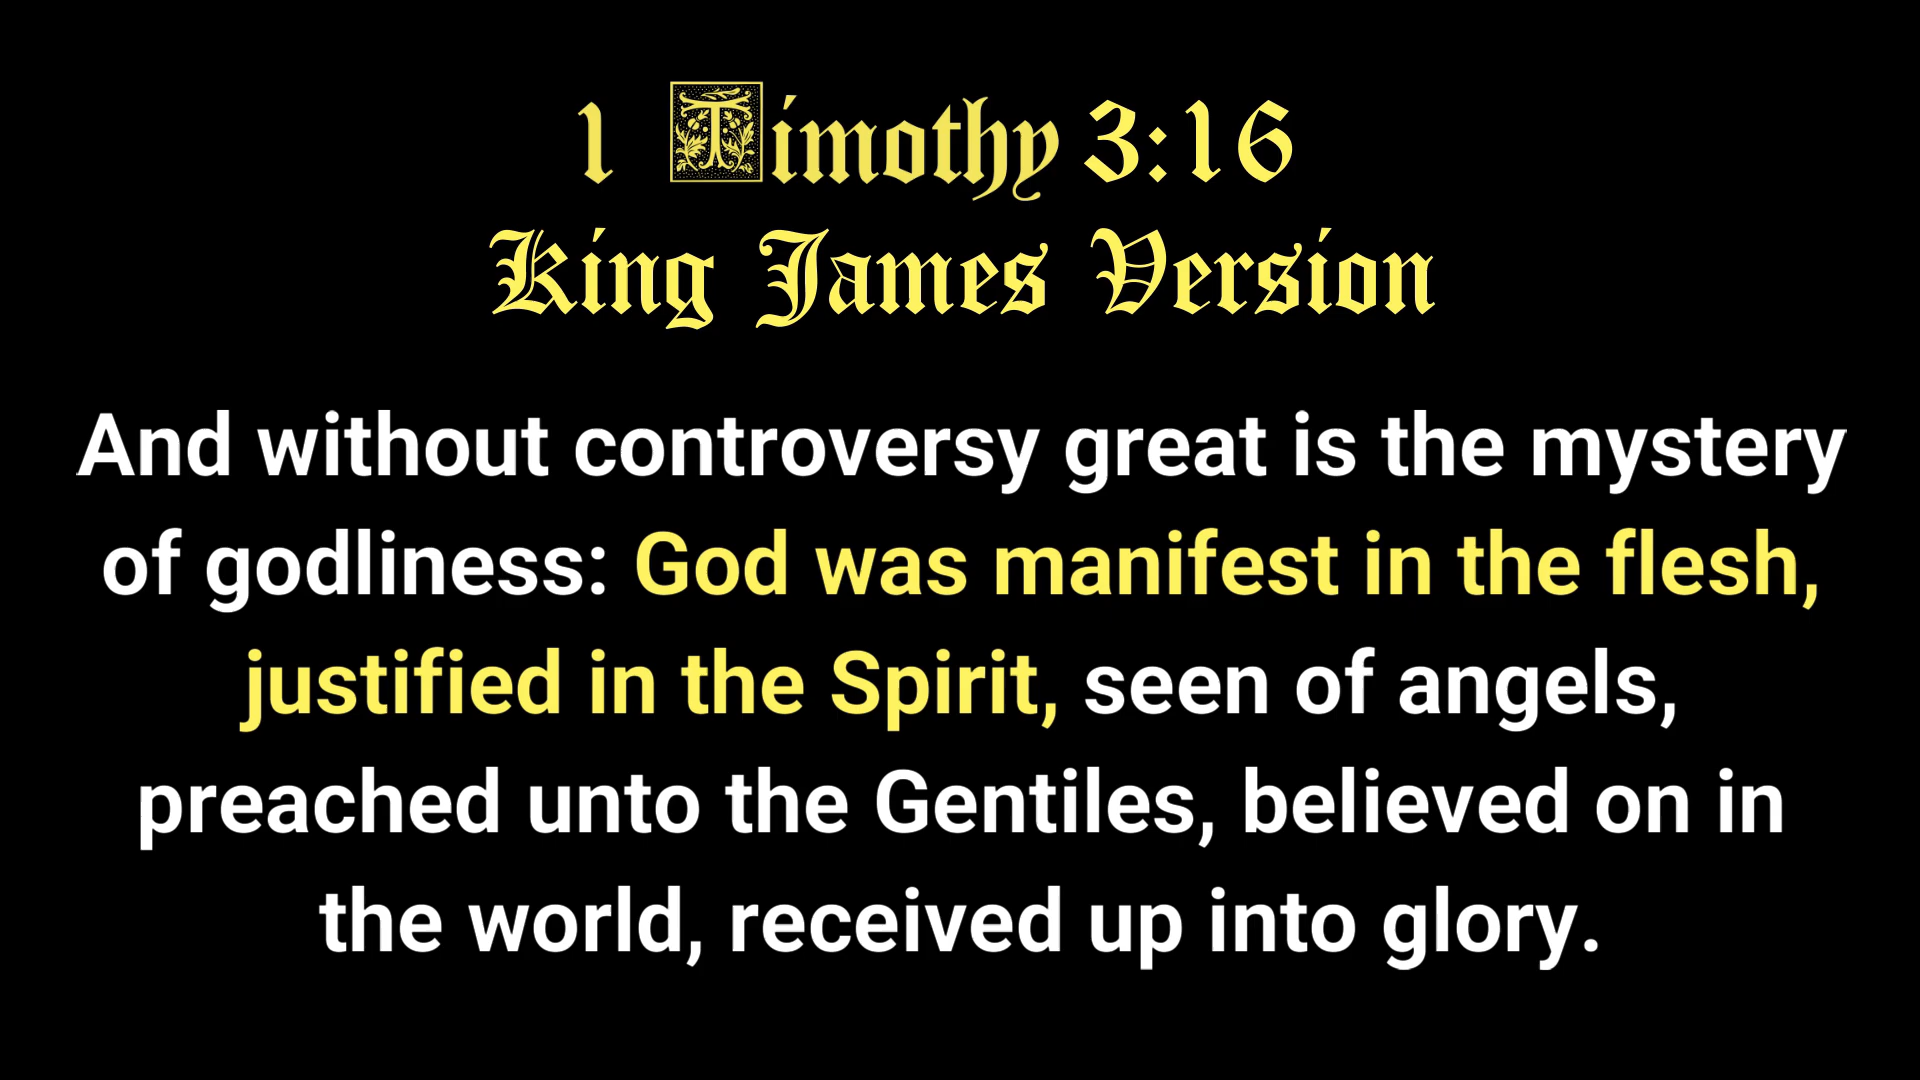 1 Timothy 3:16
King James Version
And without controversy great is the mystery
of godliness: God was manifest in the flesh,
justified in the Spirit, seen of angels,
preached unto the Gentiles, believed on in
the world, received up into glory.